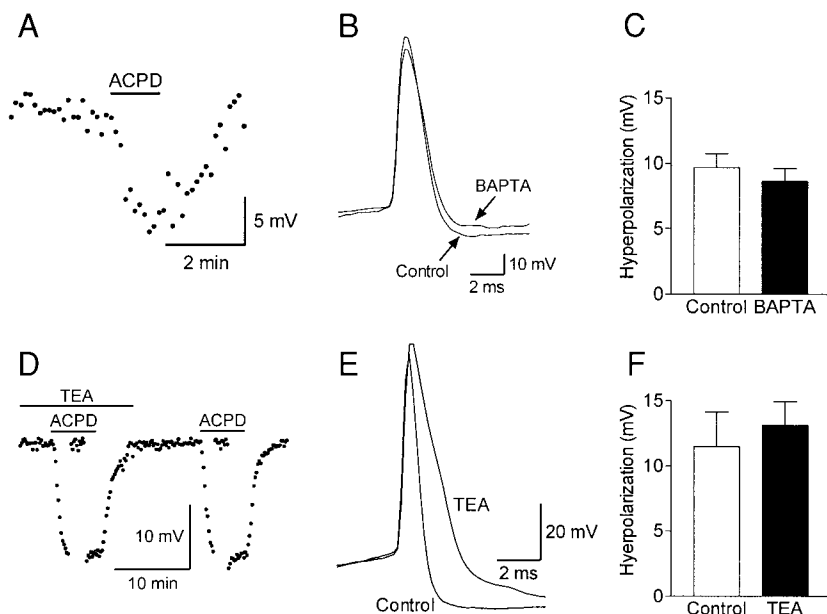 A
ACPD
5 mV
2 min
B
BAPTA
Control
10 mV
2 ms
C
Hyperpolarization (mV)
15
10
5
0
Control BAPTA
D
TEA
ACPD ACPD
10 mV
10 min
E
TEA
20 mV
2 ms
Control
F
Hyerpolarization (mV)
15
10
5
0
Control TEA